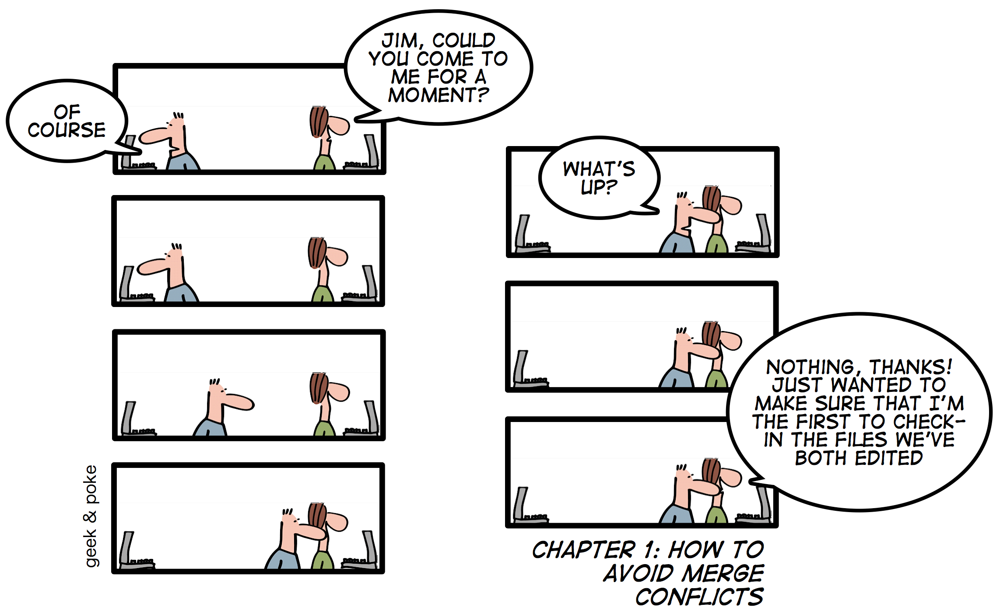 JIM, COULD
YOU COME TO
ME FOR A
MOMENT?
OF
COURSE
WHAT'S
UP?
NOTHING, THANKS!
JUST WANTED TO
MAKE SURE THAT I'M
THE FIRST TO CHECK-
IN THE FILES WE'VE
BOTH EDITED
geek & poke
CHAPTER 1: HOW TO
AVOID MERGE
CONFLICTS